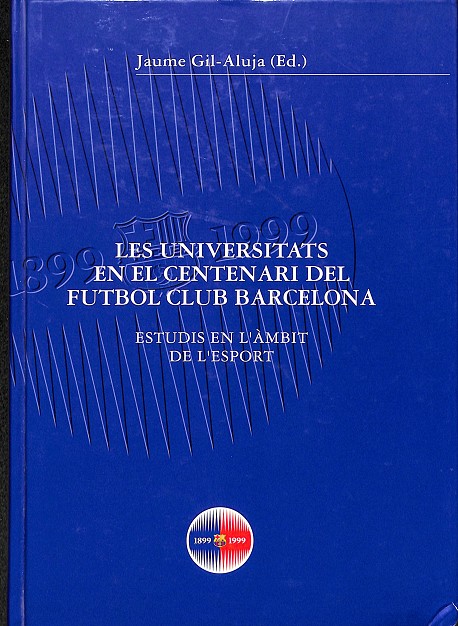 Jaume Gil-Aluja (Ed.)
1899 1999
LES UNIVERSITATS
EN EL CENTENARI DEL
FUTBOL CLUB BARCELONA
ESTUDIS EN L'ÀMBIT
DE L'ESPORT
1899 1999